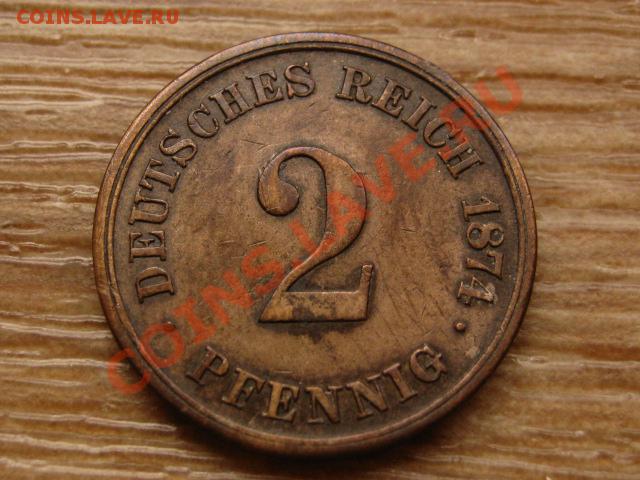 COINS.LAVE.RU
DEUTSCHES REICH 1874.
2
PFENNIG.
COINS.LAVE.RU